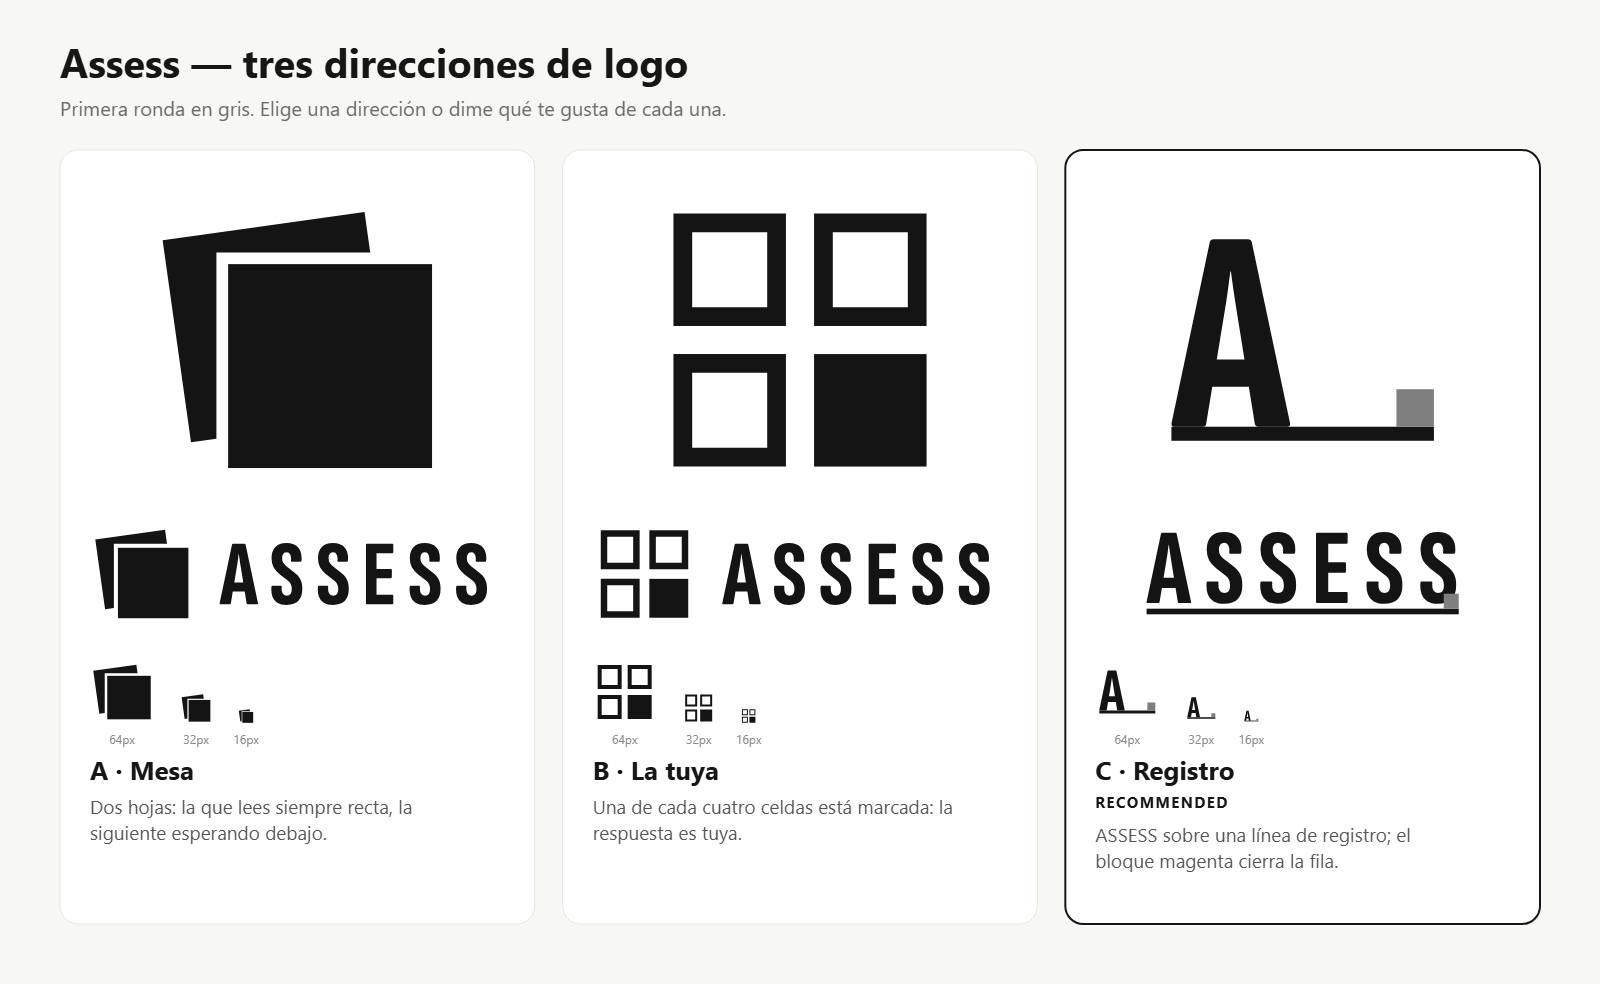 Assess — tres direcciones de logo
Primera ronda en gris. Elige una dirección o dime qué te gusta de cada una.
ASSESS
64px 32px 16px
A · Mesa
Dos hojas: la que lees siempre recta, la
siguiente esperando debajo.
ASSESS
64px 32px 16px
B · La tuya
Una de cada cuatro celdas está marcada: la
respuesta es tuya.
A
ASSESS
A A A
64px 32px 16px
C · Registro
RECOMMENDED
ASSESS sobre una línea de registro; el
bloque magenta cierra la fila.